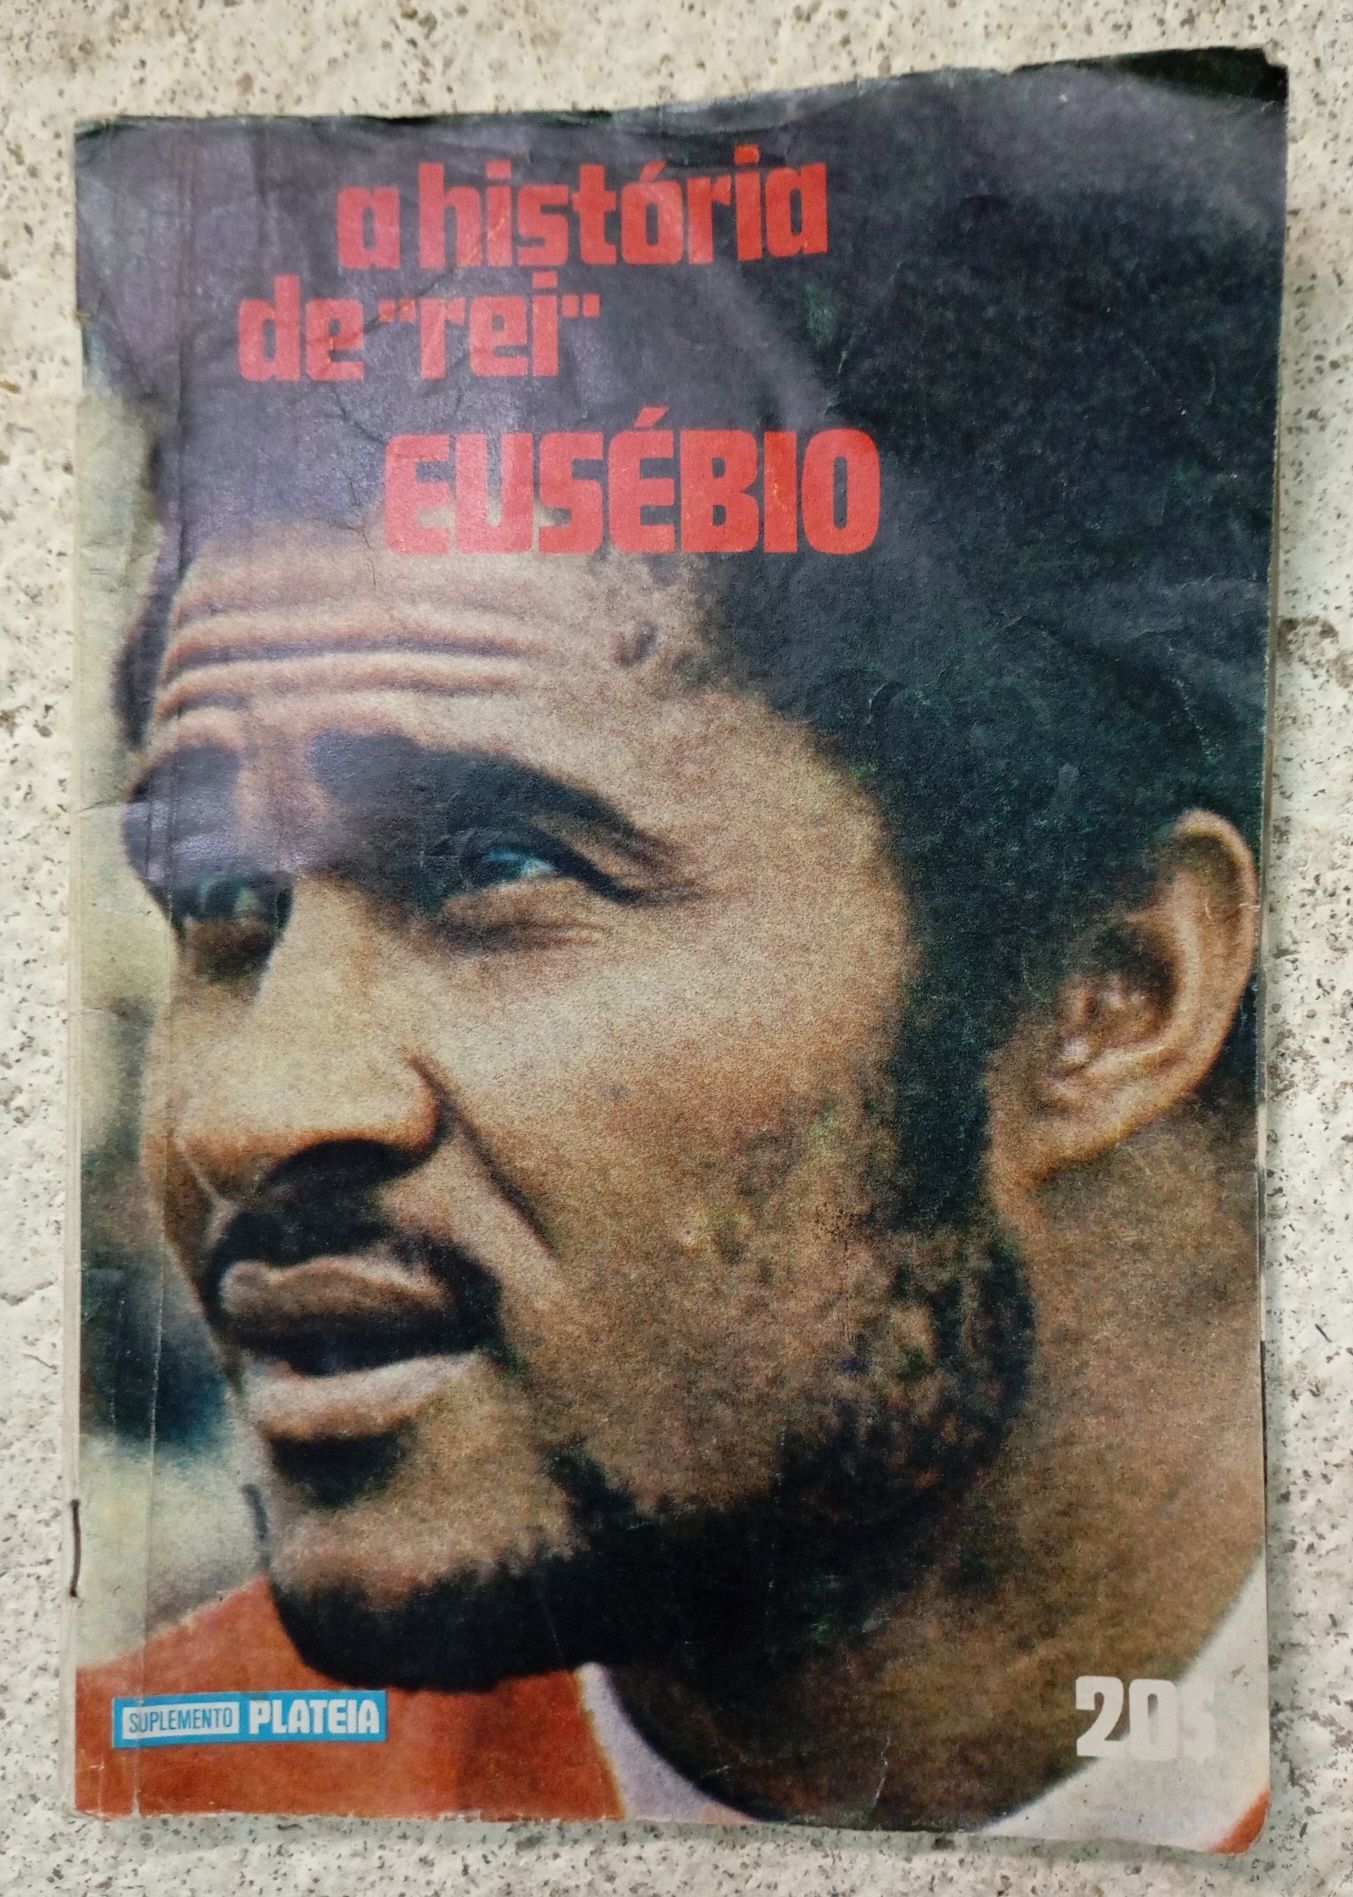 a história
de "rei"
EUSÉBIO
SUPLEMENTO PLATEIA
20$